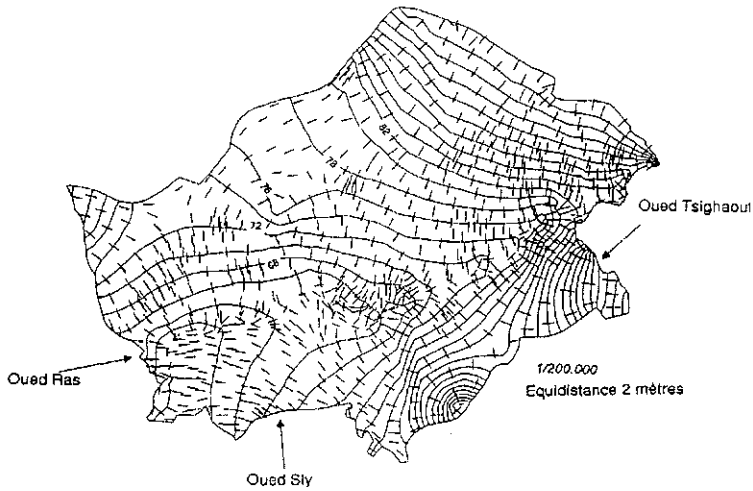 82
78
76
72
68
Oued Tsighaout
Oued Ras
1/200.000
Equidistance 2 mètres
Oued Sly